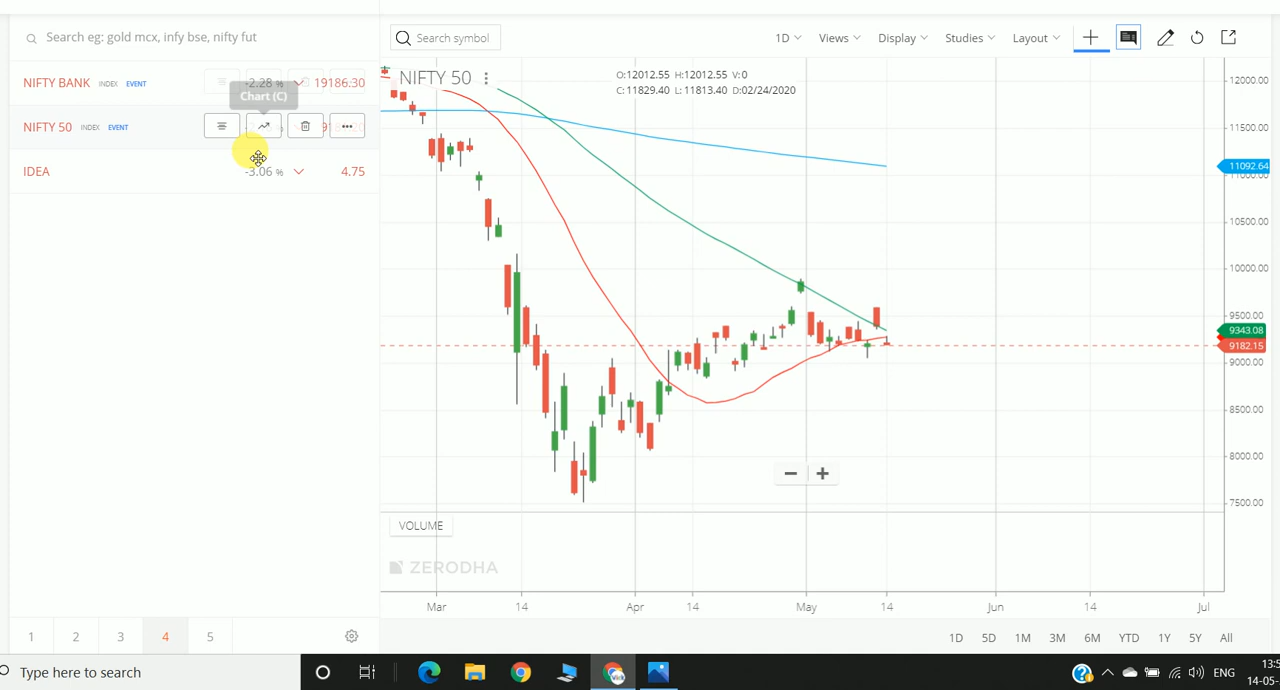 Search eg: gold mcx, infy bse, nifty fut
NIFTY BANK INDEX EVENT -2.28 % 19186.30
Chart (C)
NIFTY 50 INDEX EVENT
IDEA -3.06 % 4.75
1 2 3 4 5
Search symbol
1D Views Display Studies Layout
NIFTY 50
O:12012.55 H:12012.55 V:0
C: 11829.40 L: 11813.40 D:02/24/2020
12000.00
11500.00
11092.64
11000.00
10500.00
10000.00
9500.00
9343.08
9182.15
9000.00
8500.00
8000.00
7500.00
VOLUME
ZERODHA
Mar 14 Apr 14 May 14 Jun 14 Jul
1D 5D 1M 3M 6M YTD 1Y 5Y All
Type here to search
ENG
13:5
14-05-